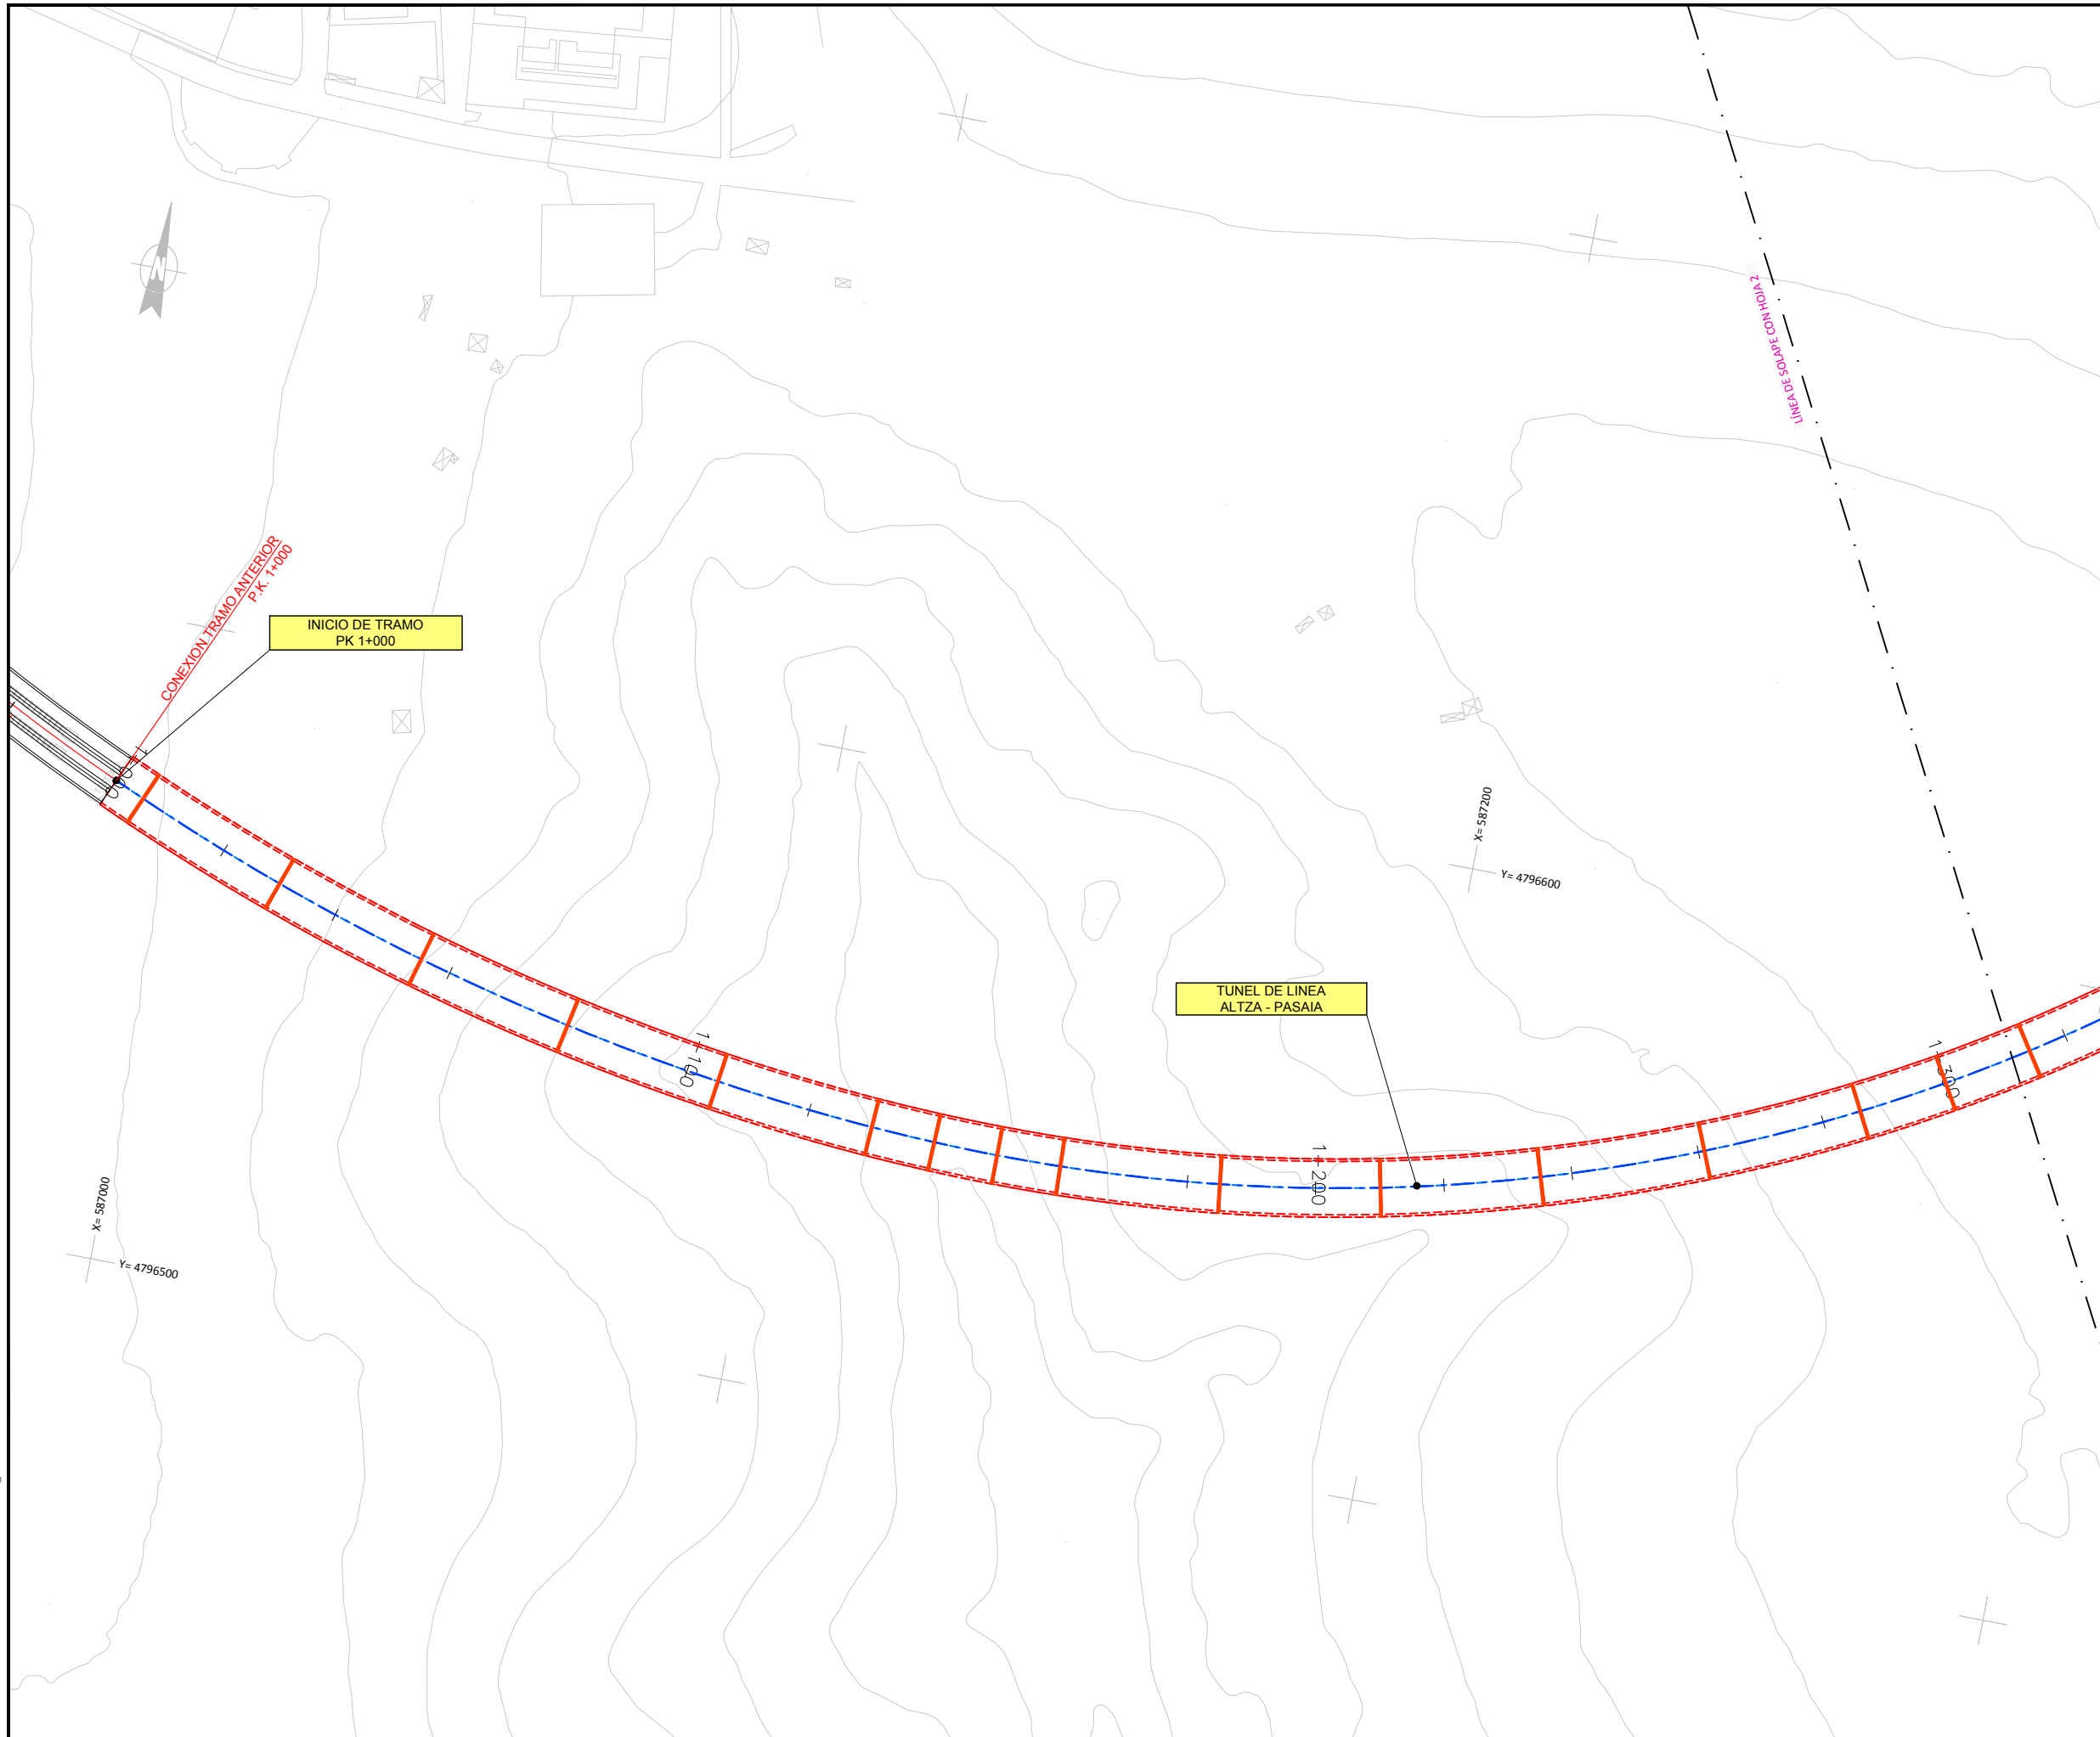 N
LÍNEA DE SOLAPE CON HOJA 2
CONEXION TRAMO ANTERIOR
P.K. 1+000
INICIO DE TRAMO
PK 1+000
X= 587200
Y= 4796600
TUNEL DE LINEA
ALTZA - PASAIA
1+100
1+200
1+300
X= 587000
Y= 4796500